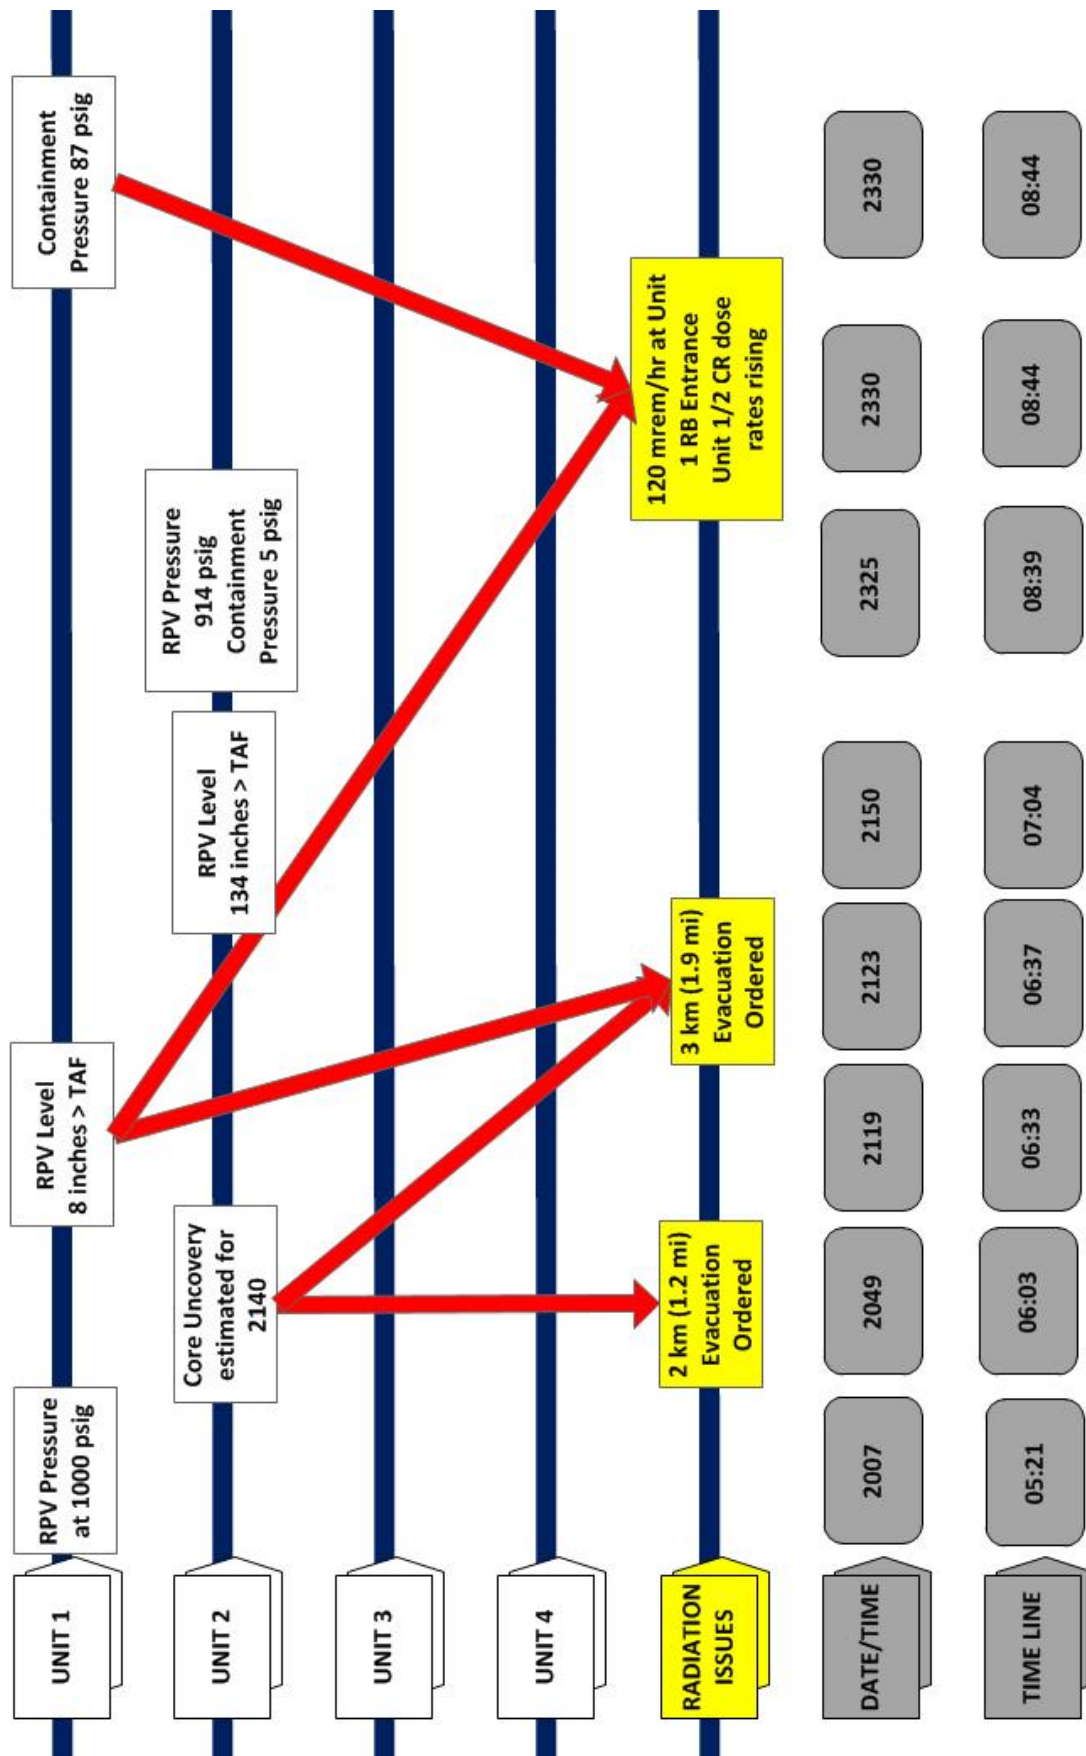 UNIT 1
RPV Pressure
at 1000 psig
RPV Level
8 inches > TAF
Containment
Pressure 87 psig
UNIT 2
Core Uncovery
estimated for
2140
RPV Level
134 inches > TAF
RPV Pressure
914 psig
Containment
Pressure 5 psig
UNIT 3
UNIT 4
RADIATION
ISSUES
2 km (1.2 mi)
Evacuation
Ordered
3 km (1.9 mi)
Evacuation
Ordered
120 mrem/hr at Unit
1 RB Entrance
Unit 1/2 CR dose
rates rising
DATE/TIME
2007
2049
2119
2123
2150
2325
2330
2330
TIME LINE
05:21
06:03
06:33
06:37
07:04
08:39
08:44
08:44